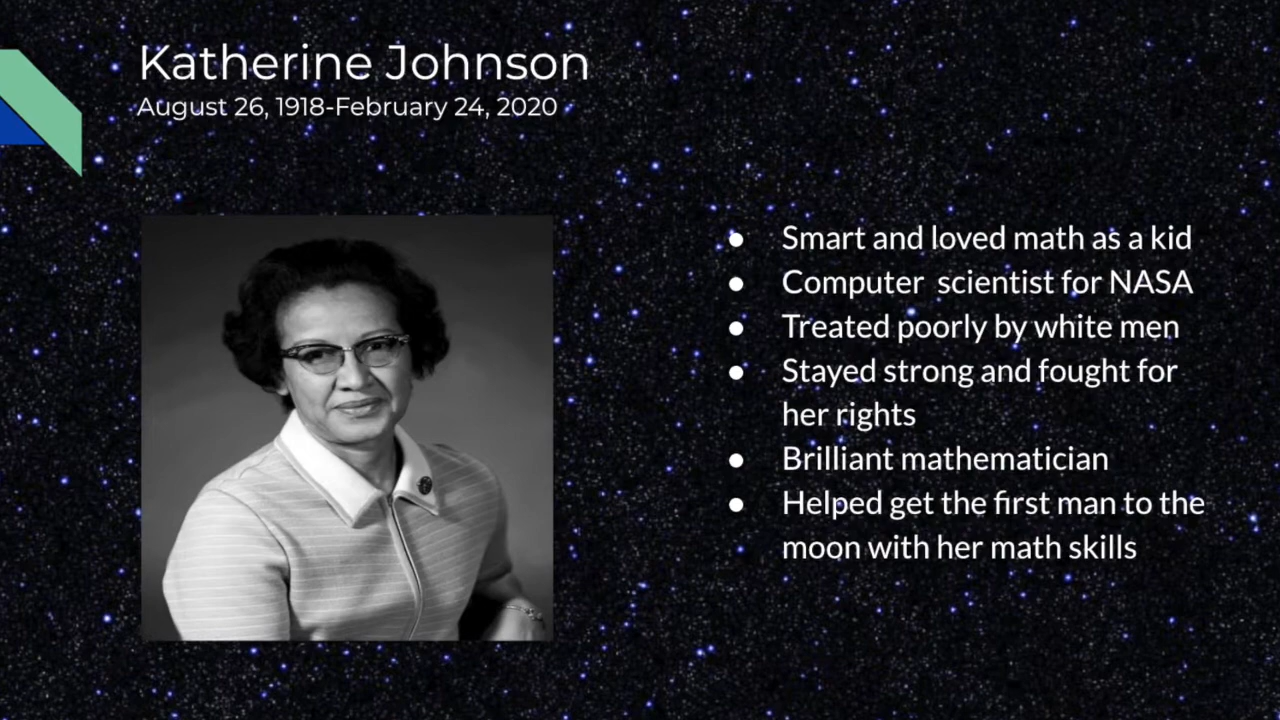 Katherine Johnson
August 26, 1918-February 24, 2020
● Smart and loved math as a kid
● Computer  scientist for NASA
● Treated poorly by white men
● Stayed strong and fought for
her rights
● Brilliant mathematician
● Helped get the first man to the
moon with her math skills